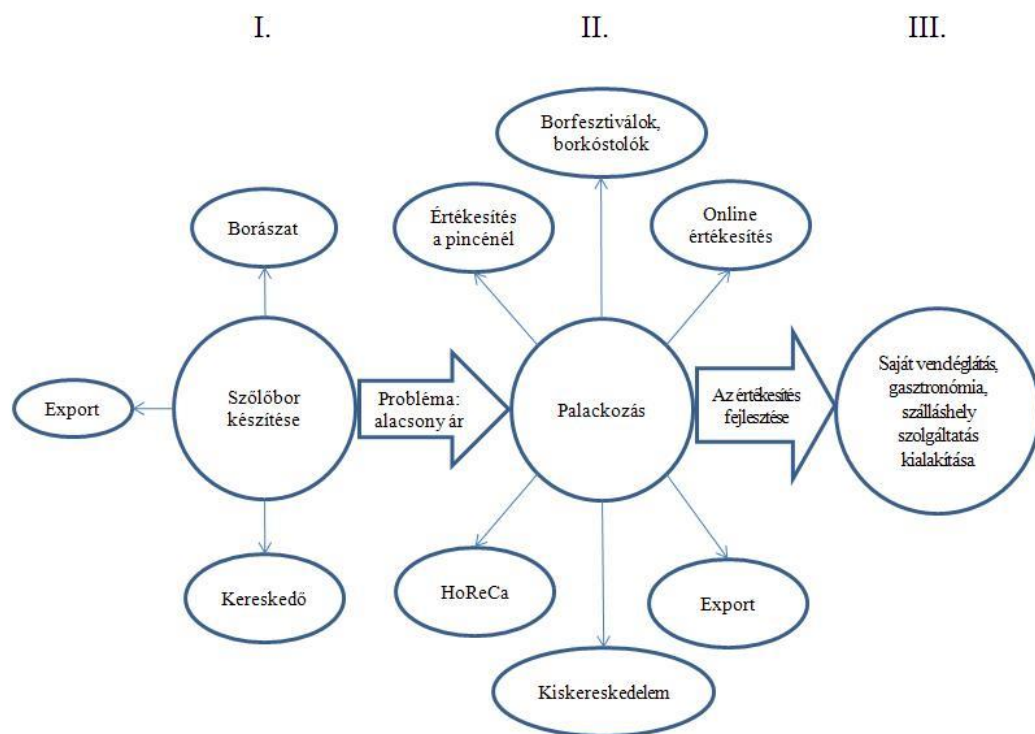 I.
II.
III.
Borfesztiválok,
borkóstolók
Értékesítés
a pincénél
Online
értékesítés
Borászat
Export
Szőlőbor
készítése
Probléma:
alacsony ár
Palackozás
Az értékesítés
fejlesztése
Saját vendéglátás,
gasztronómia,
szálláshely
szolgáltatás
kialakítása
Kereskedő
HoReCa
Export
Kiskereskedelem